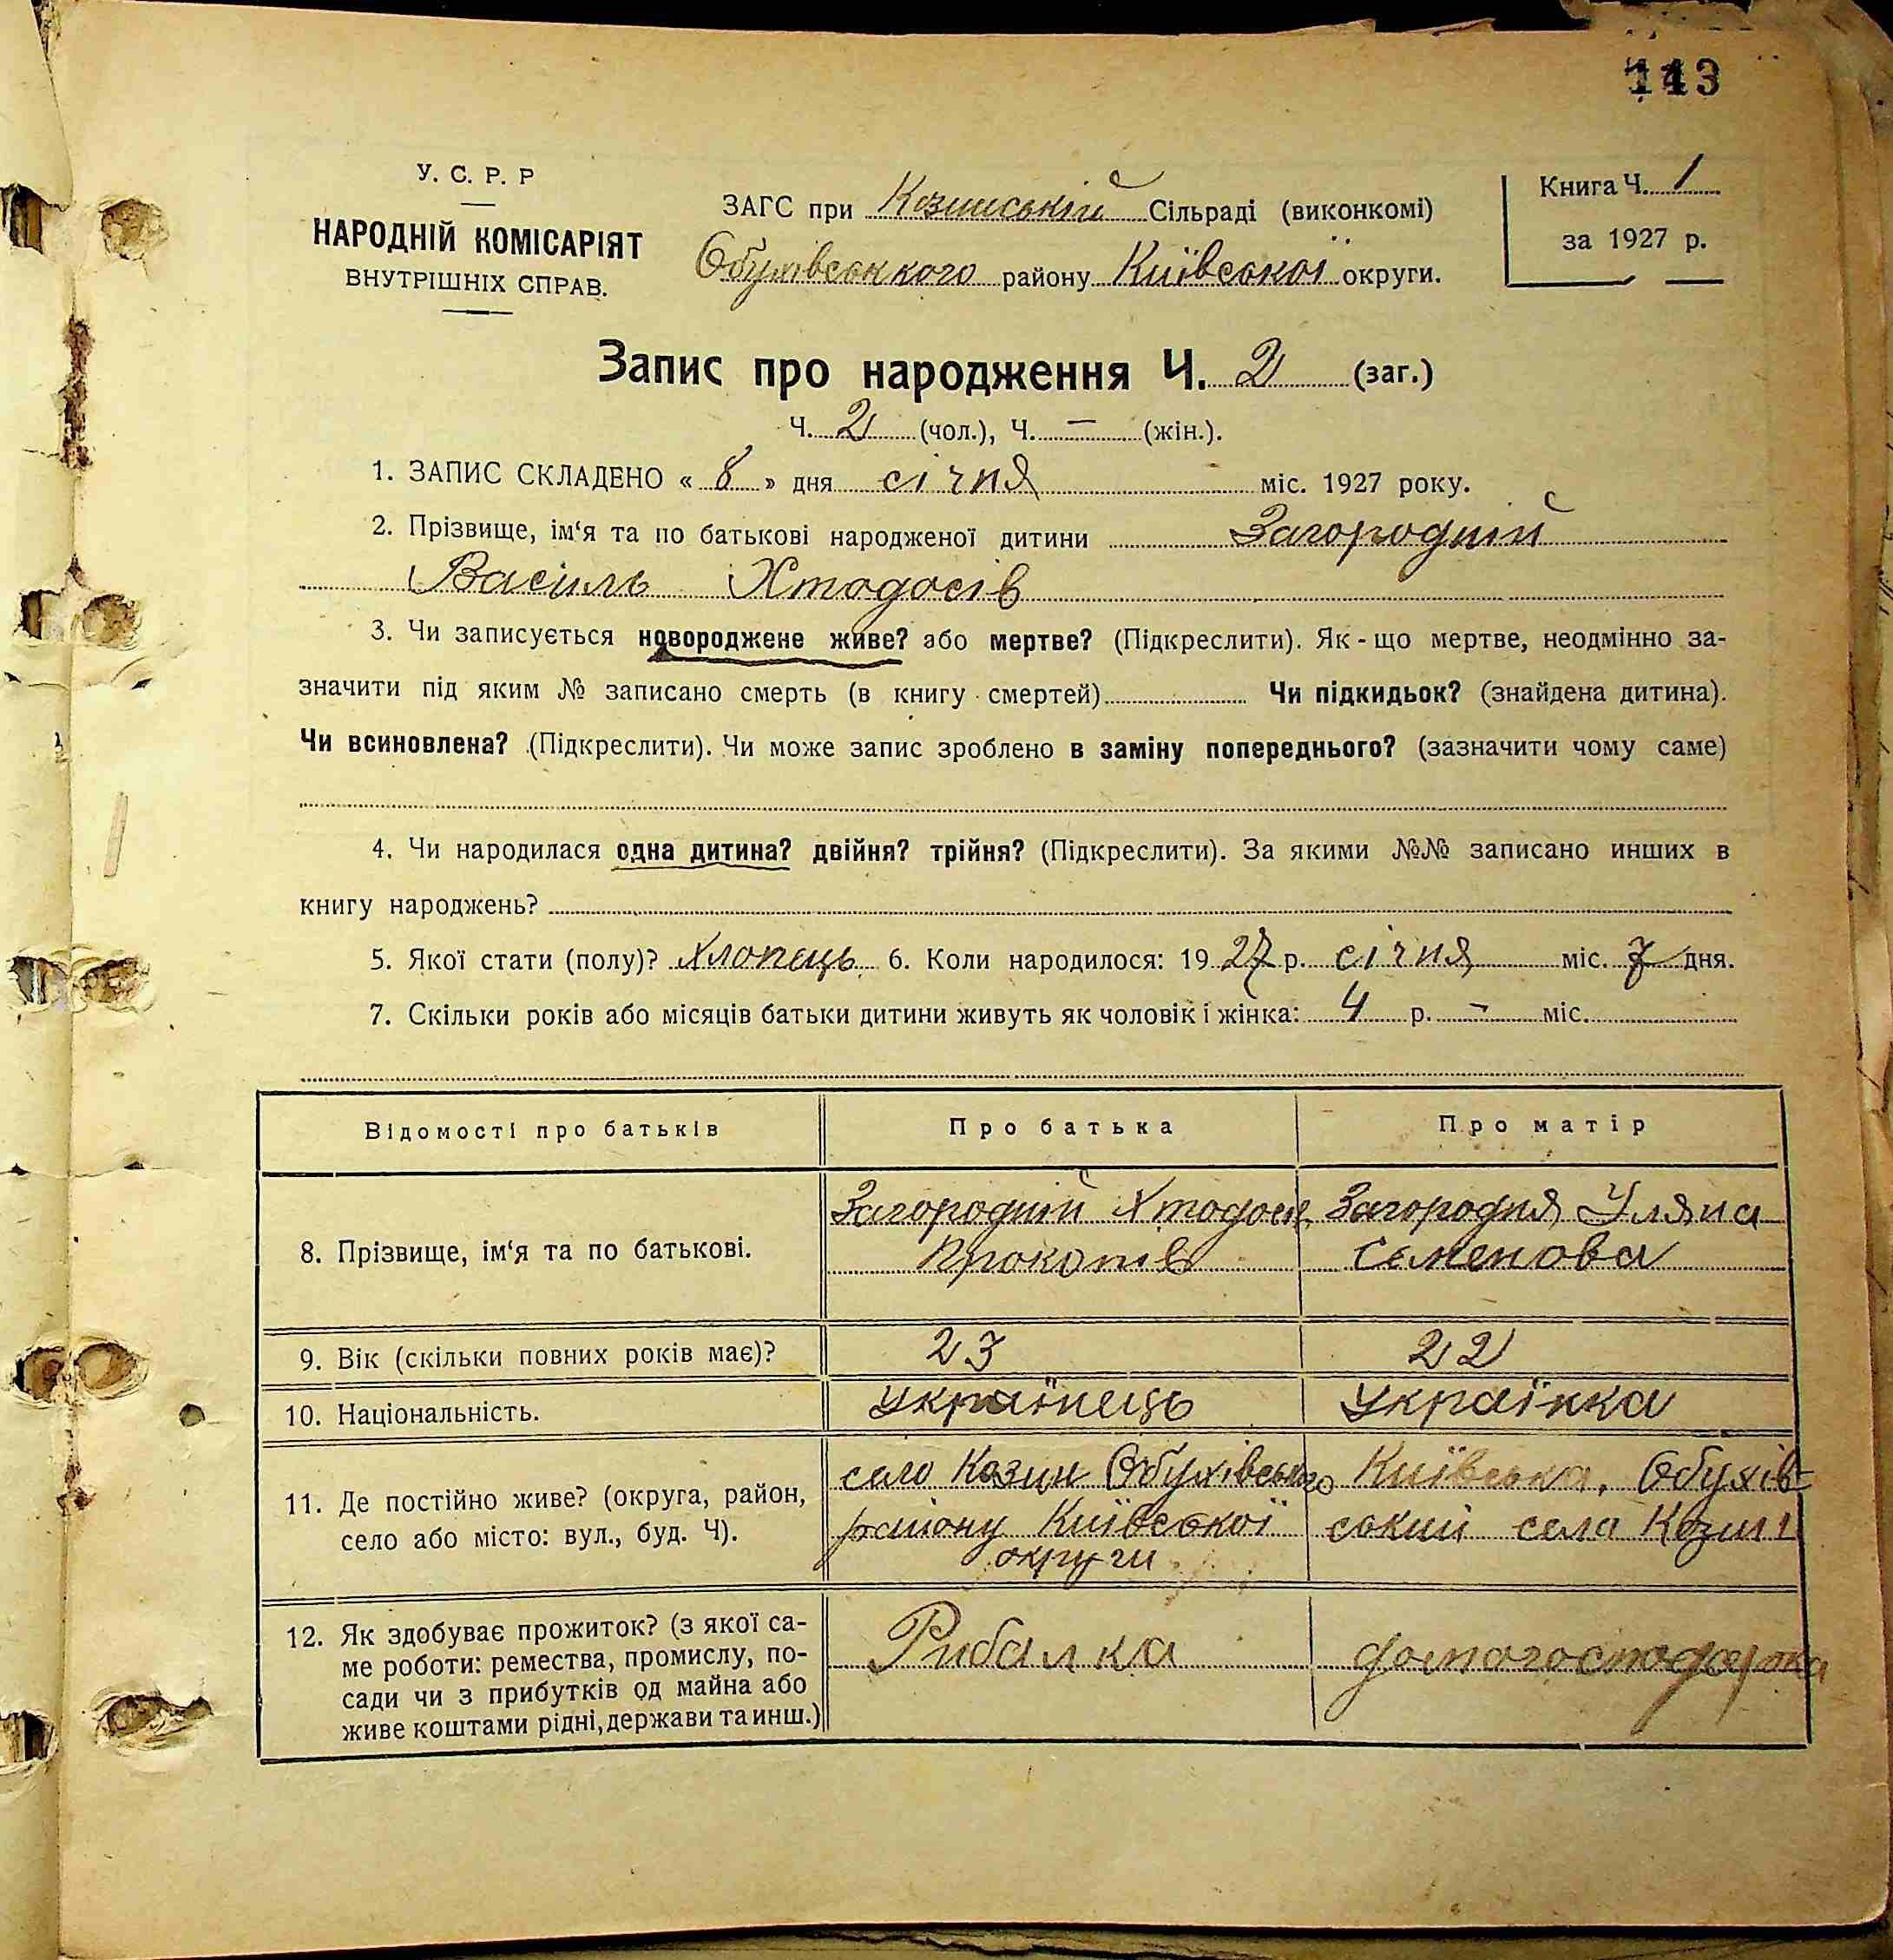 143
У. С. Р. Р
НАРОДНІЙ КОМІСАРІЯТ
ВНУТРІШНІХ СПРАВ.
ЗАГС при Козинській Сільраді (виконкомі)
Обухівського району Київської округи.
Книга Ч. 1
за 1927 р.
Запис про народження Ч. 2 (заг.)
Ч. 2 (чол.), Ч. — (жін.).
1. ЗАПИС СКЛАДЕНО « 8 » дня січня міс. 1927 року.
2. Прізвище, ім‘я та по батькові народженої дитини Загородній
Василь Хтодосів
3. Чи записується новороджене живе? або мертве? (Підкреслити). Як-що мертве, неодмінно за-
значити під яким № записано смерть (в книгу смертей) Чи підкидьок? (знайдена дитина).
Чи всиновлена? (Підкреслити). Чи може запис зроблено в заміну попереднього? (зазначити чому саме)
4. Чи народилася одна дитина? двійня? трійня? (Підкреслити). За якими №№ записано инших в
книгу народжень?
5. Якої стати (полу)? Хлопець 6. Коли народилося: 1927 р. січня міс. 7 дня.
7. Скільки років або місяців батьки дитини живуть як чоловік і жінка: 4 р. — міс.
Відомості про батьків Про батька Про матір
8. Прізвище, ім‘я та по батькові.
Загородній Хтодось
Прокопів
Загородня Уляна
Семенова
9. Вік (скільки повних років має)? 23 22
10. Національність. Українець Українка
11. Де постійно живе? (округа, район,
село або місто: вул., буд. Ч).
село Козин Обухівського
району Київської
округи
Київська, Обухів-
ський село Козин
12. Як здобуває прожиток? (з якої са-
ме роботи: ремества, промислу, по-
сади чи з прибутків од майна або
живе коштами рідні, держави та инш.)
Рибалка
домогосподарка